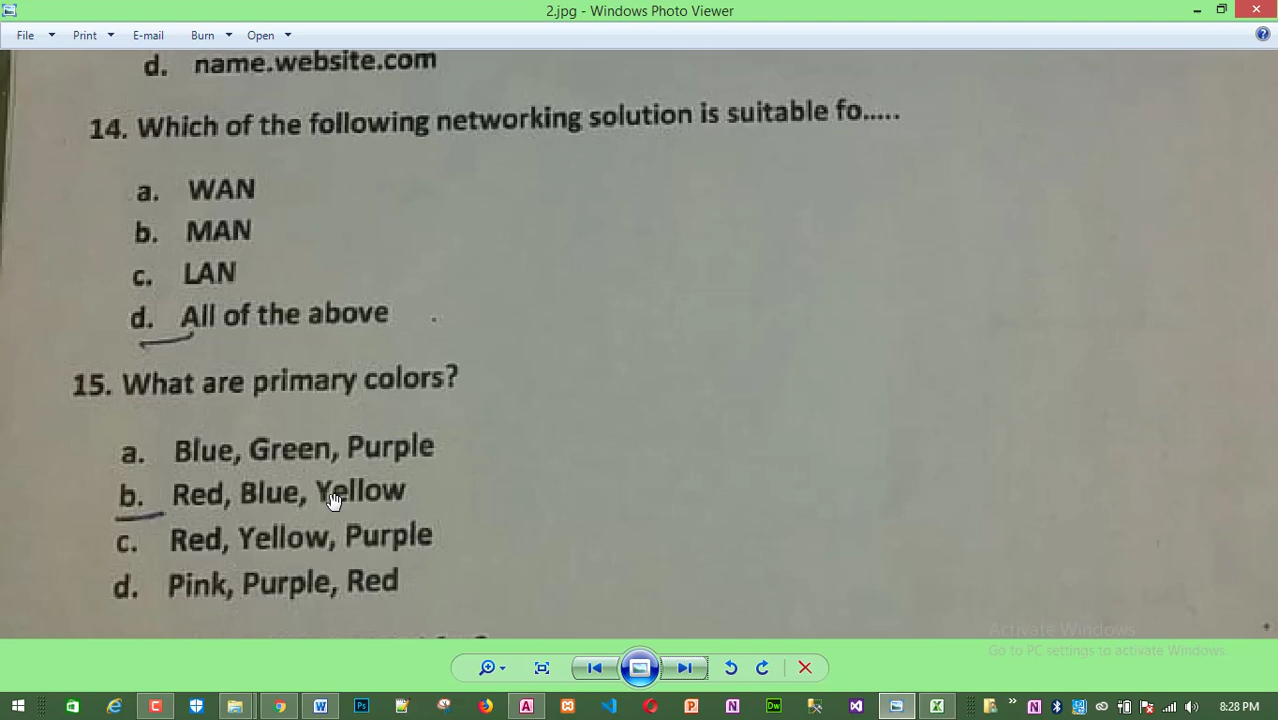 2.jpg - Windows Photo Viewer
File Print E-mail Burn Open
d. name.website.com
14. Which of the following networking solution is suitable fo.....
a. WAN
b. MAN
c. LAN
d. All of the above
15. What are primary colors?
a. Blue, Green, Purple
b. Red, Blue, Yellow
c. Red, Yellow, Purple
d. Pink, Purple, Red
Activate Windows
Go to PC settings to activate Windows.
8:28 PM